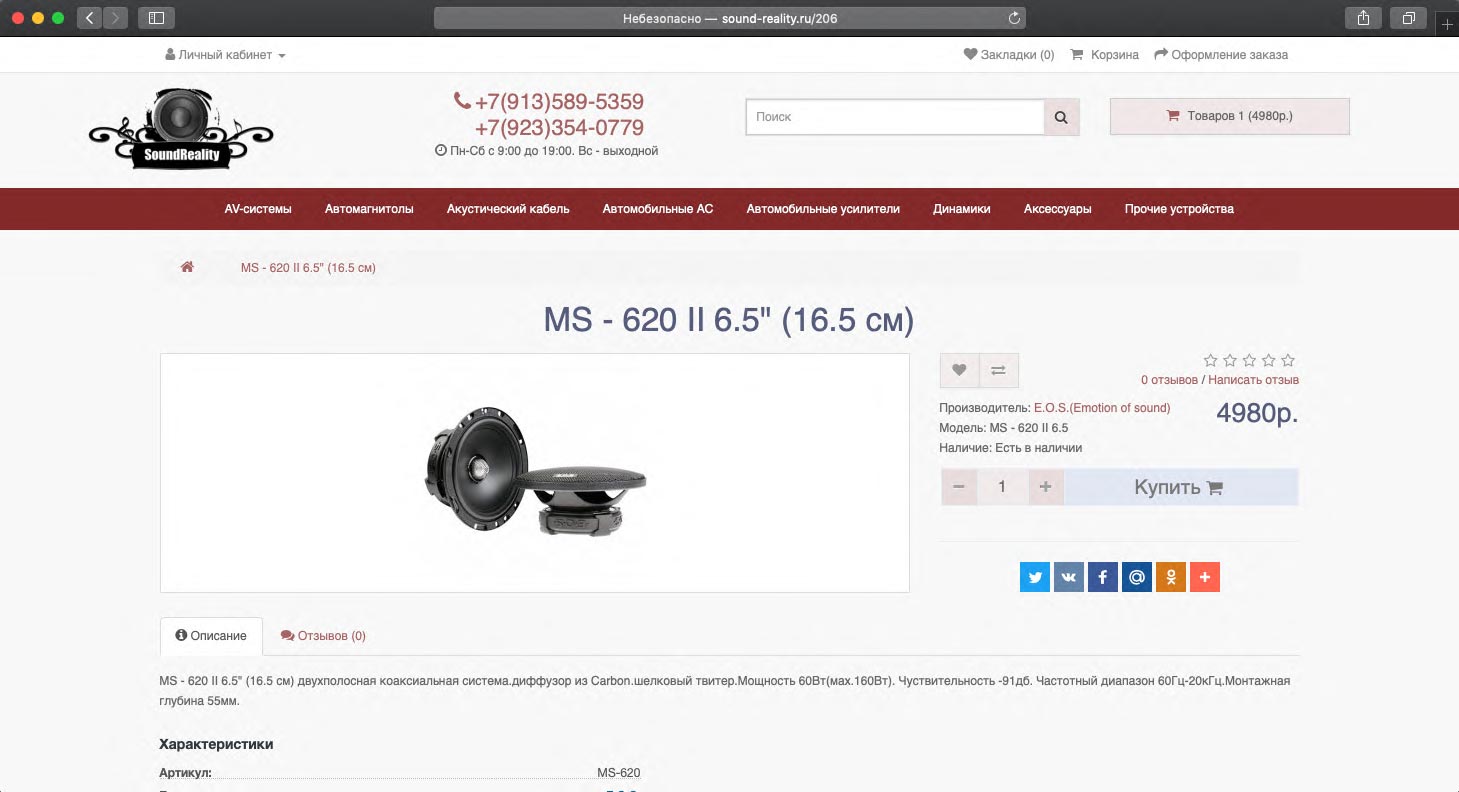 Небезопасно — sound-reality.ru/206
Личный кабинет
Закладки (0) Корзина Оформление заказа
SoundReality
+7(913)589-5359
+7(923)354-0779
Пн-Сб с 9:00 до 19:00. Вс - выходной
Поиск
Товаров 1 (4980р.)
AV-системы Автомагнитолы Акустический кабель Автомобильные АС Автомобильные усилители Динамики Аксессуары Прочие устройства
MS - 620 II 6.5" (16.5 см)
MS - 620 II 6.5" (16.5 см)
0 отзывов / Написать отзыв
Производитель: E.O.S.(Emotion of sound)
4980р.
Модель: MS - 620 II 6.5
Наличие: Есть в наличии
− 1 + Купить
Описание Отзывов (0)
MS - 620 II 6.5" (16.5 см) двухполосная коаксиальная система.диффузор из Carbon.шелковый твитер.Мощность 60Вт(мах.160Вт). Чуствительность -91дб. Частотный диапазон 60Гц-20кГц.Монтажная
глубина 55мм.
Характеристики
Артикул: MS-620